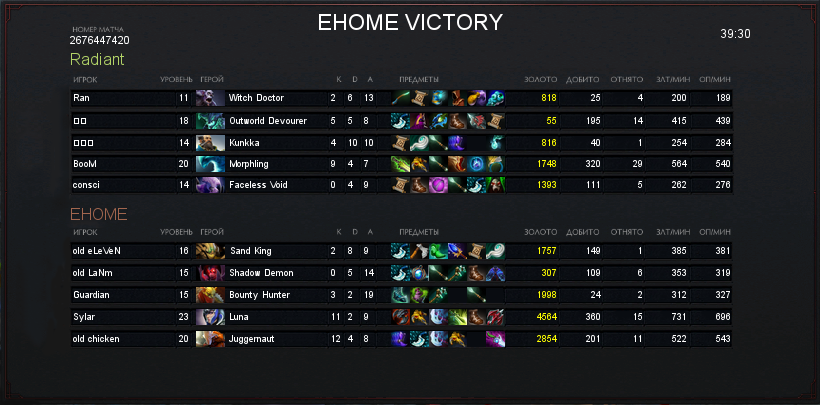 EHOME VICTORY
НОМЕР МАТЧА
2676447420
39:30
Radiant
ИГРОК УРОВЕНЬ ГЕРОЙ K D A ПРЕДМЕТЫ ЗОЛОТО ДОБИТО ОТНЯТО ЗЛТ/МИН ОП/МИН
Ran 11 Witch Doctor 2 6 13 818 25 4 200 189
□□ 18 Outworld Devourer 5 5 8 55 195 14 415 439
□□□ 14 Kunkka 4 10 10 816 40 1 254 284
BoolM 20 Morphling 9 4 7 1748 320 29 564 540
consci 14 Faceless Void 0 4 9 1393 111 5 262 276
EHOME
ИГРОК УРОВЕНЬ ГЕРОЙ K D A ПРЕДМЕТЫ ЗОЛОТО ДОБИТО ОТНЯТО ЗЛТ/МИН ОП/МИН
old eLeVeN 16 Sand King 2 8 9 1757 149 1 385 381
old LaNm 15 Shadow Demon 0 5 14 307 109 6 353 319
Guardian 15 Bounty Hunter 3 2 19 1998 24 2 312 327
Sylar 23 Luna 11 2 9 4564 360 15 731 696
old chicken 20 Juggernaut 12 4 8 2854 201 11 522 543